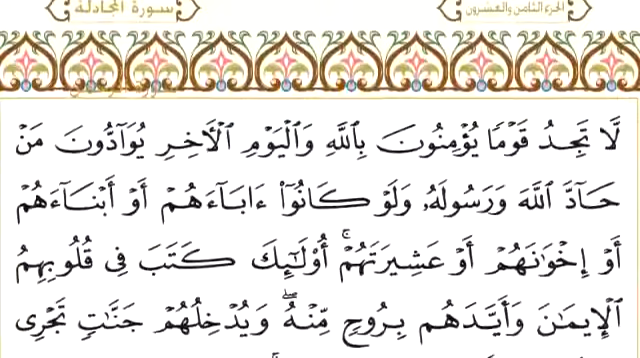 سورة المجادلة الجزء الثامن والعشرون
لَّا تَجِدُ قَوْمًا يُؤْمِنُونَ بِٱللَّهِ وَٱلْيَوْمِ ٱلْأَخِرِ يُوَآدُّونَ مَنْ
حَآدَّ ٱللَّهَ وَرَسُولَهُۥ وَلَوْ كَانُوٓا۟ ءَابَآءَهُمْ أَوْ أَبْنَآءَهُمْ
أَوْ إِخْوَٰنَهُمْ أَوْ عَشِيرَتَهُمْ ۚ أُو۟لَٰٓئِكَ كَتَبَ فِى قُلُوبِهِمُ
ٱلْإِيمَٰنَ وَأَيَّدَهُم بِرُوحٍ مِّنْهُ ۖ وَيُدْخِلُهُمْ جَنَّٰتٍ تَجْرِى